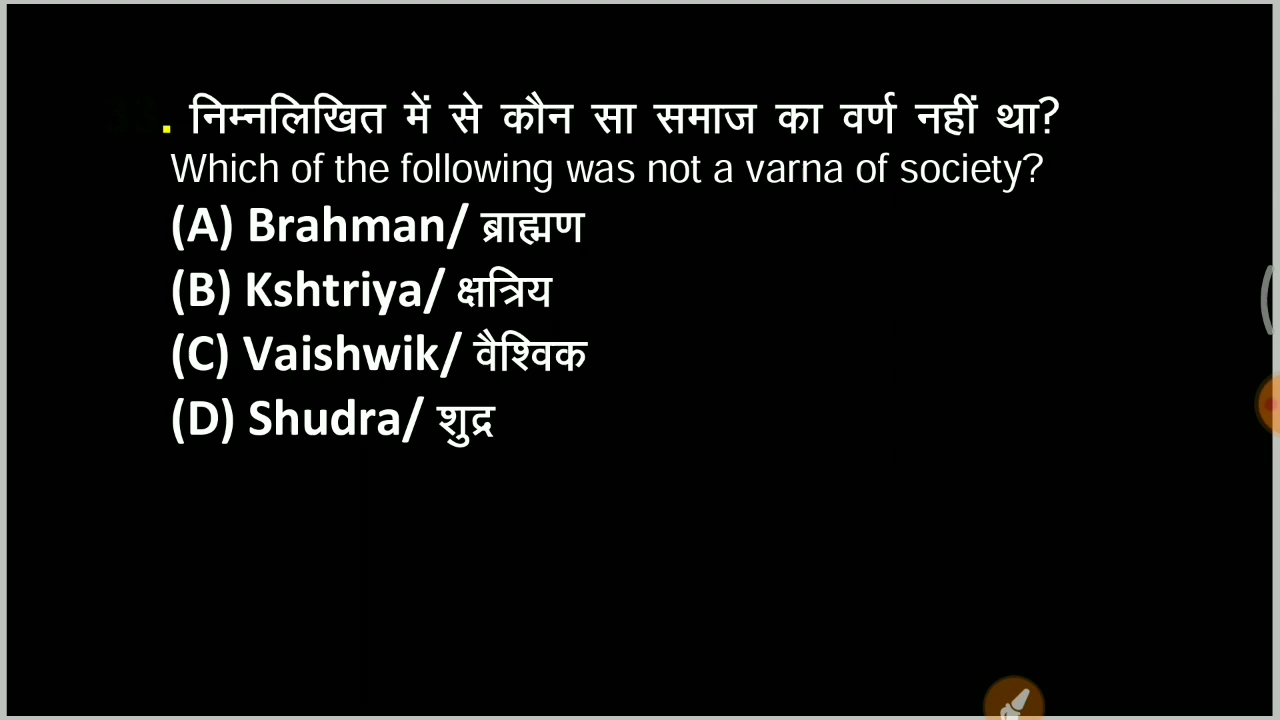 . निम्नलिखित में से कौन सा समाज का वर्ण नहीं था?
Which of the following was not a varna of society?
(A) Brahman/ ब्राह्मण
(B) Kshtriya/ क्षत्रिय
(C) Vaishwik/ वैश्विक
(D) Shudra/ शुद्र